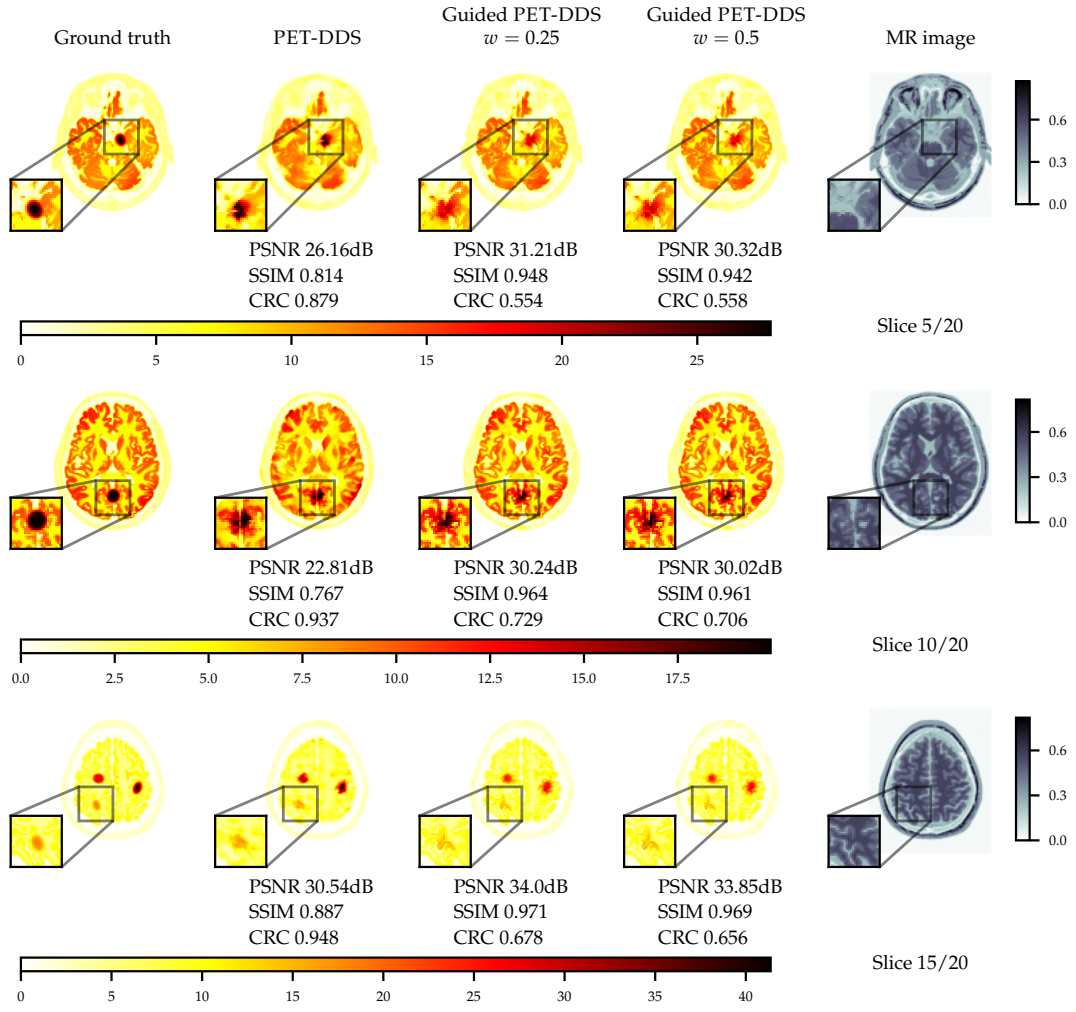 Ground truth
PET-DDS
Guided PET-DDS
w = 0.25
Guided PET-DDS
w = 0.5
MR image
0.6
0.3
0.0
PSNR 26.16dB
SSIM 0.814
CRC 0.879
PSNR 31.21dB
SSIM 0.948
CRC 0.554
PSNR 30.32dB
SSIM 0.942
CRC 0.558
0 5 10 15 20 25
Slice 5/20
0.6
0.3
0.0
PSNR 22.81dB
SSIM 0.767
CRC 0.937
PSNR 30.24dB
SSIM 0.964
CRC 0.729
PSNR 30.02dB
SSIM 0.961
CRC 0.706
0.0 2.5 5.0 7.5 10.0 12.5 15.0 17.5
Slice 10/20
0.6
0.3
0.0
PSNR 30.54dB
SSIM 0.887
CRC 0.948
PSNR 34.0dB
SSIM 0.971
CRC 0.678
PSNR 33.85dB
SSIM 0.969
CRC 0.656
0 5 10 15 20 25 30 35 40
Slice 15/20